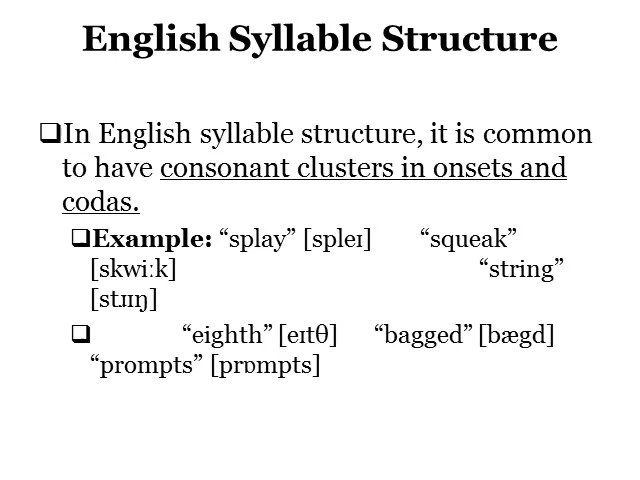 English Syllable Structure
❑In English syllable structure, it is common
to have consonant clusters in onsets and
codas.
❑Example: “splay” [spleɪ] “squeak”
[skwi:k] “string”
[stɹɪŋ]
❑ “eighth” [eɪtθ] “bagged” [bægd]
“prompts” [prɒmpts]